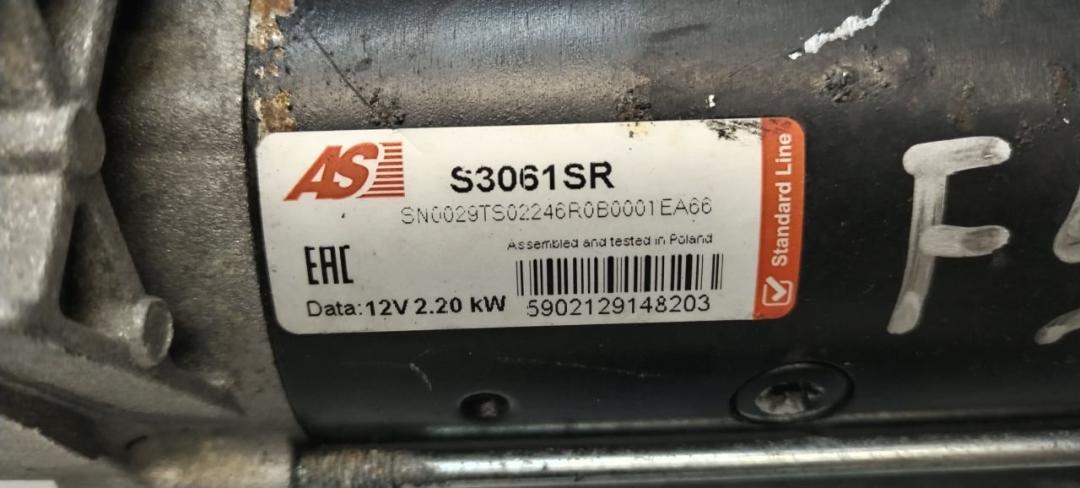 AS
S3061SR
SN0029TS02246R0B0001EA66
Assembled and tested in Poland
EAC
Data: 12V 2.20 kW
5902129148203
Standard Line
F